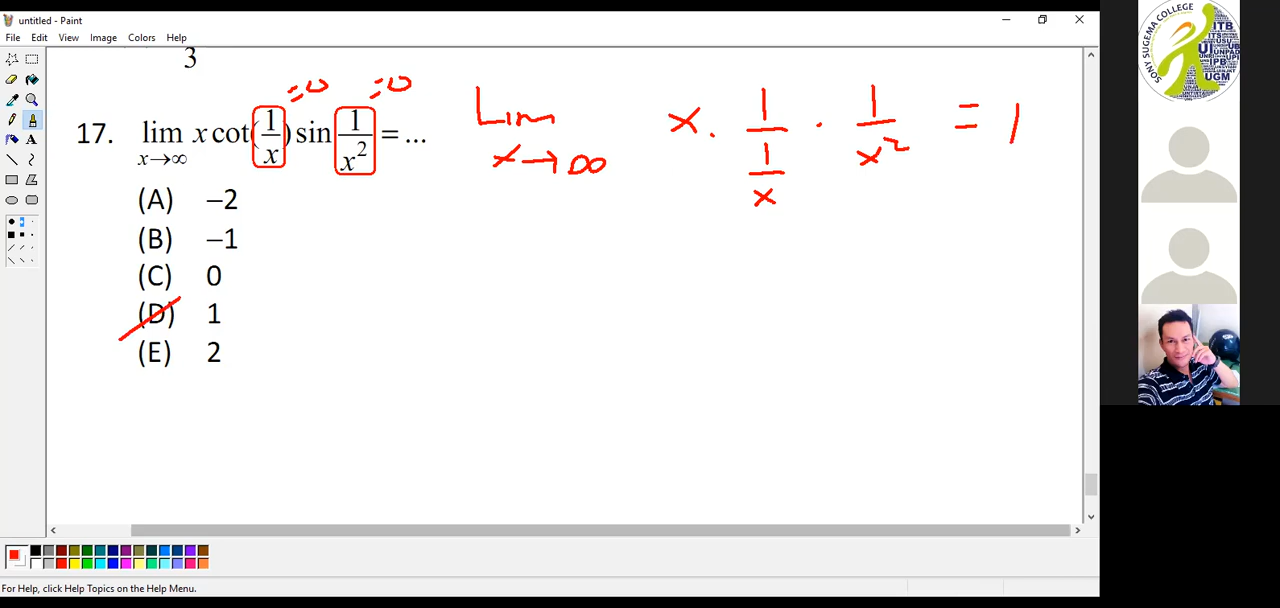 untitled - Paint
File Edit View Image Colors Help
3
= 0 = 0
17. lim x→∞ x cot(1/x) sin 1/x² = ...
Lim x→∞ x . 1/(1/x) . 1/x² = 1
(A) −2
(B) −1
(C) 0
(D) 1
(E) 2
For Help, click Help Topics on the Help Menu.
SONY SUGEMA COLLEGE
ITB
ITS
UI
UNPAD
IPB
UGM